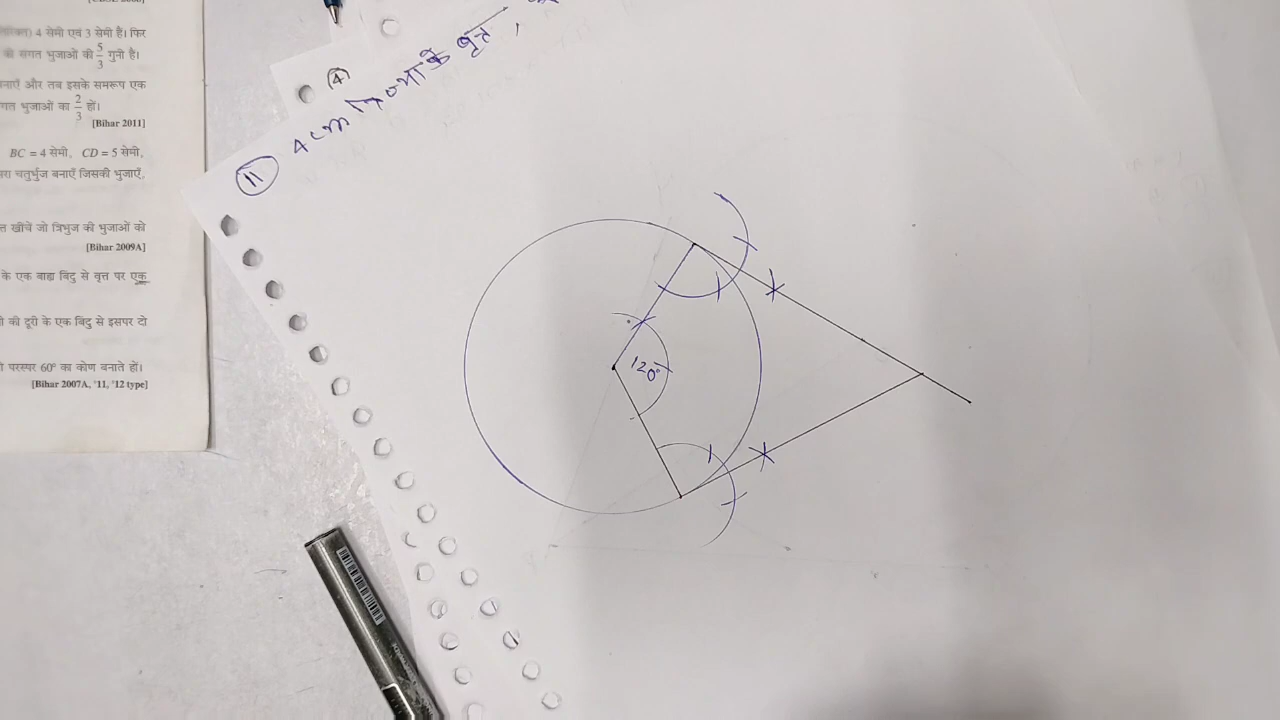 4 सेमी एवं 3 सेमी हैं। फिर
की संगत भुजाओं की 5/3 गुनी है।
बनाएँ और तब इसके समरूप एक
गत भुजाओं का 2/3 हों।
[Bihar 2011]
BC = 4 सेमी, CD = 5 सेमी,
चतुर्भुज बनाएँ जिसकी भुजाएँ,
खींचें जो त्रिभुज की भुजाओं को
[Bihar 2009A]
के एक बाह्य बिंदु से वृत्त पर एक
की दूरी के एक बिंदु से इसपर दो
परस्पर 60° का कोण बनाते हों।
[Bihar 2007A, '11, '12 type]
(4)
(11) 4 cm त्रिज्या के वृत्त,
120°